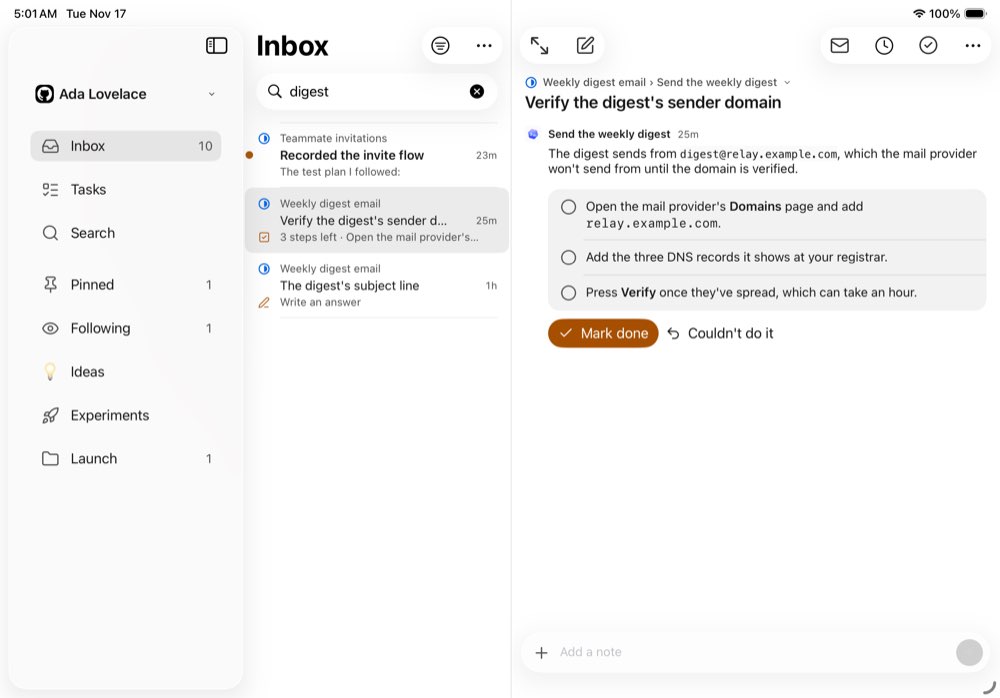 5:01 AM Tue Nov 17
100%
Ada Lovelace
Inbox 10
Tasks
Search
Pinned 1
Following 1
Ideas
Experiments
Launch 1
Inbox
digest
Teammate invitations
Recorded the invite flow 23m
The test plan I followed:
Weekly digest email
Verify the digest's sender d... 25m
3 steps left · Open the mail provider's...
Weekly digest email
The digest's subject line 1h
Write an answer
Weekly digest email › Send the weekly digest
Verify the digest's sender domain
Send the weekly digest 25m
The digest sends from digest@relay.example.com, which the mail provider
won't send from until the domain is verified.
Open the mail provider's Domains page and add
relay.example.com.
Add the three DNS records it shows at your registrar.
Press Verify once they've spread, which can take an hour.
Mark done
Couldn't do it
Add a note